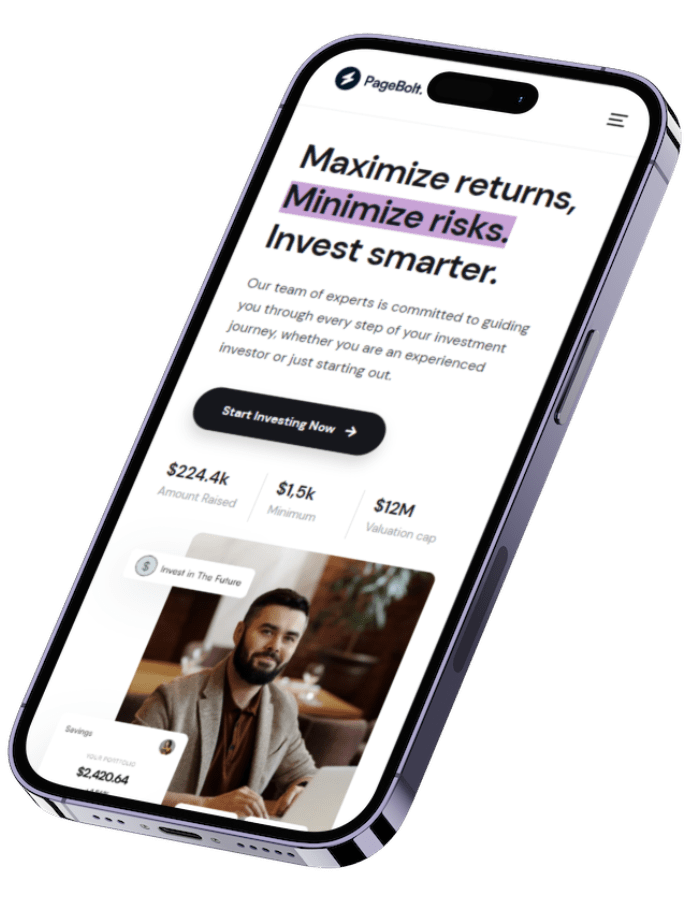 PageBolt.
Maximize returns,
Minimize risks.
Invest smarter.
Our team of experts is committed to guiding
you through every step of your investment
journey, whether you are an experienced
investor or just starting out.
Start Investing Now
$224.4k
Amount Raised
$1,5k
Minimum
$12M
Valuation cap
$
Invest in The Future
Savings
YOUR PORTFOLIO
$2,420.64